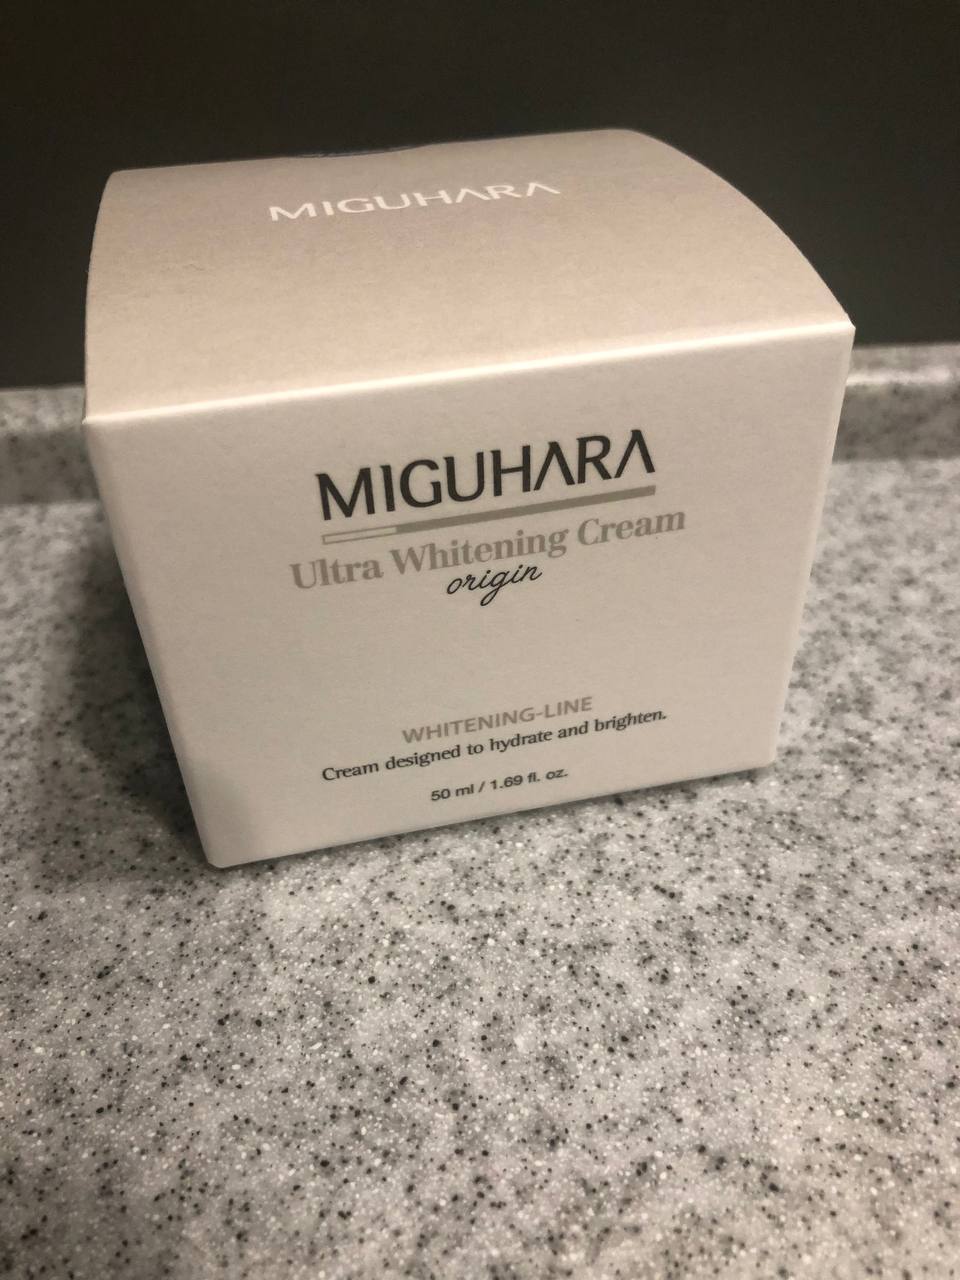 MIGUHARA
MIGUHARA
Ultra Whitening Cream
origin
WHITENING-LINE
Cream designed to hydrate and brighten.
50 ml / 1.69 fl. oz.